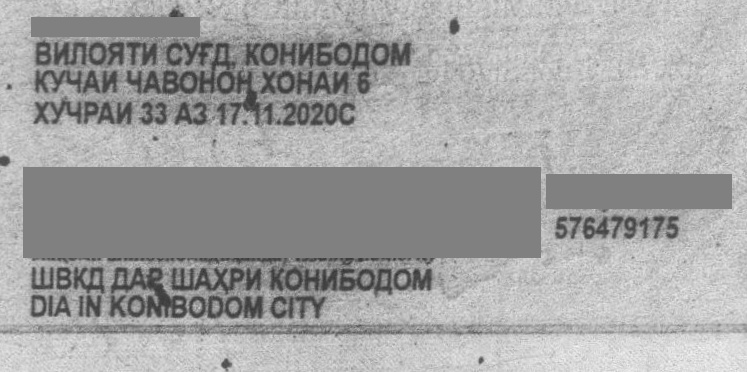 ВИЛОЯТИ СУҒД, КОНИБОДОМ
КУЧАИ ЧАВОНОН ХОНАИ 6
ХУЧРАИ 33 АЗ 17.11.2020С
576479175
ШВКД ДАР ШАҲРИ КОНИБОДОМ
DIA IN KONIBODOM CITY